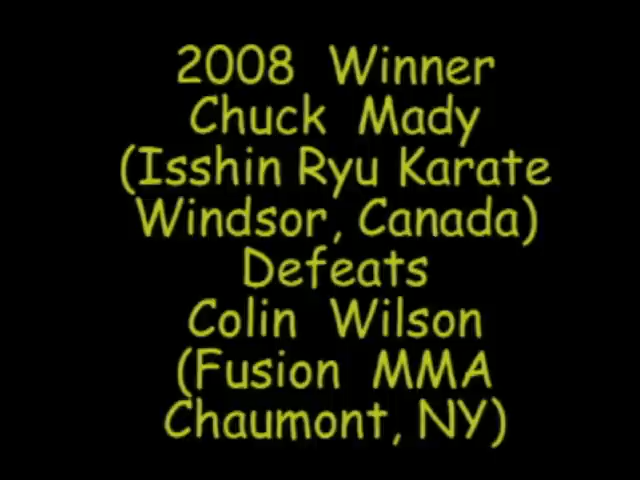 2008 Winner
Chuck Mady
(Isshin Ryu Karate
Windsor, Canada)
Defeats
Colin Wilson
(Fusion MMA
Chaumont, NY)